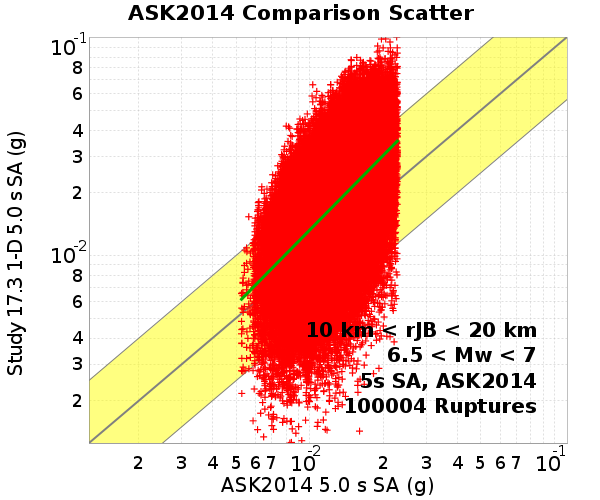 ASK2014 Comparison Scatter
Study 17.3 1-D 5.0 s SA (g)
10-1
8
6
4
3
2
10-2
8
6
4
3
2
10 km < rJB < 20 km
6.5 < Mw < 7
5s SA, ASK2014
100004 Ruptures
2 3 4 5 6 7 10-2 2 3 4 5 6 7 10-1
ASK2014 5.0 s SA (g)